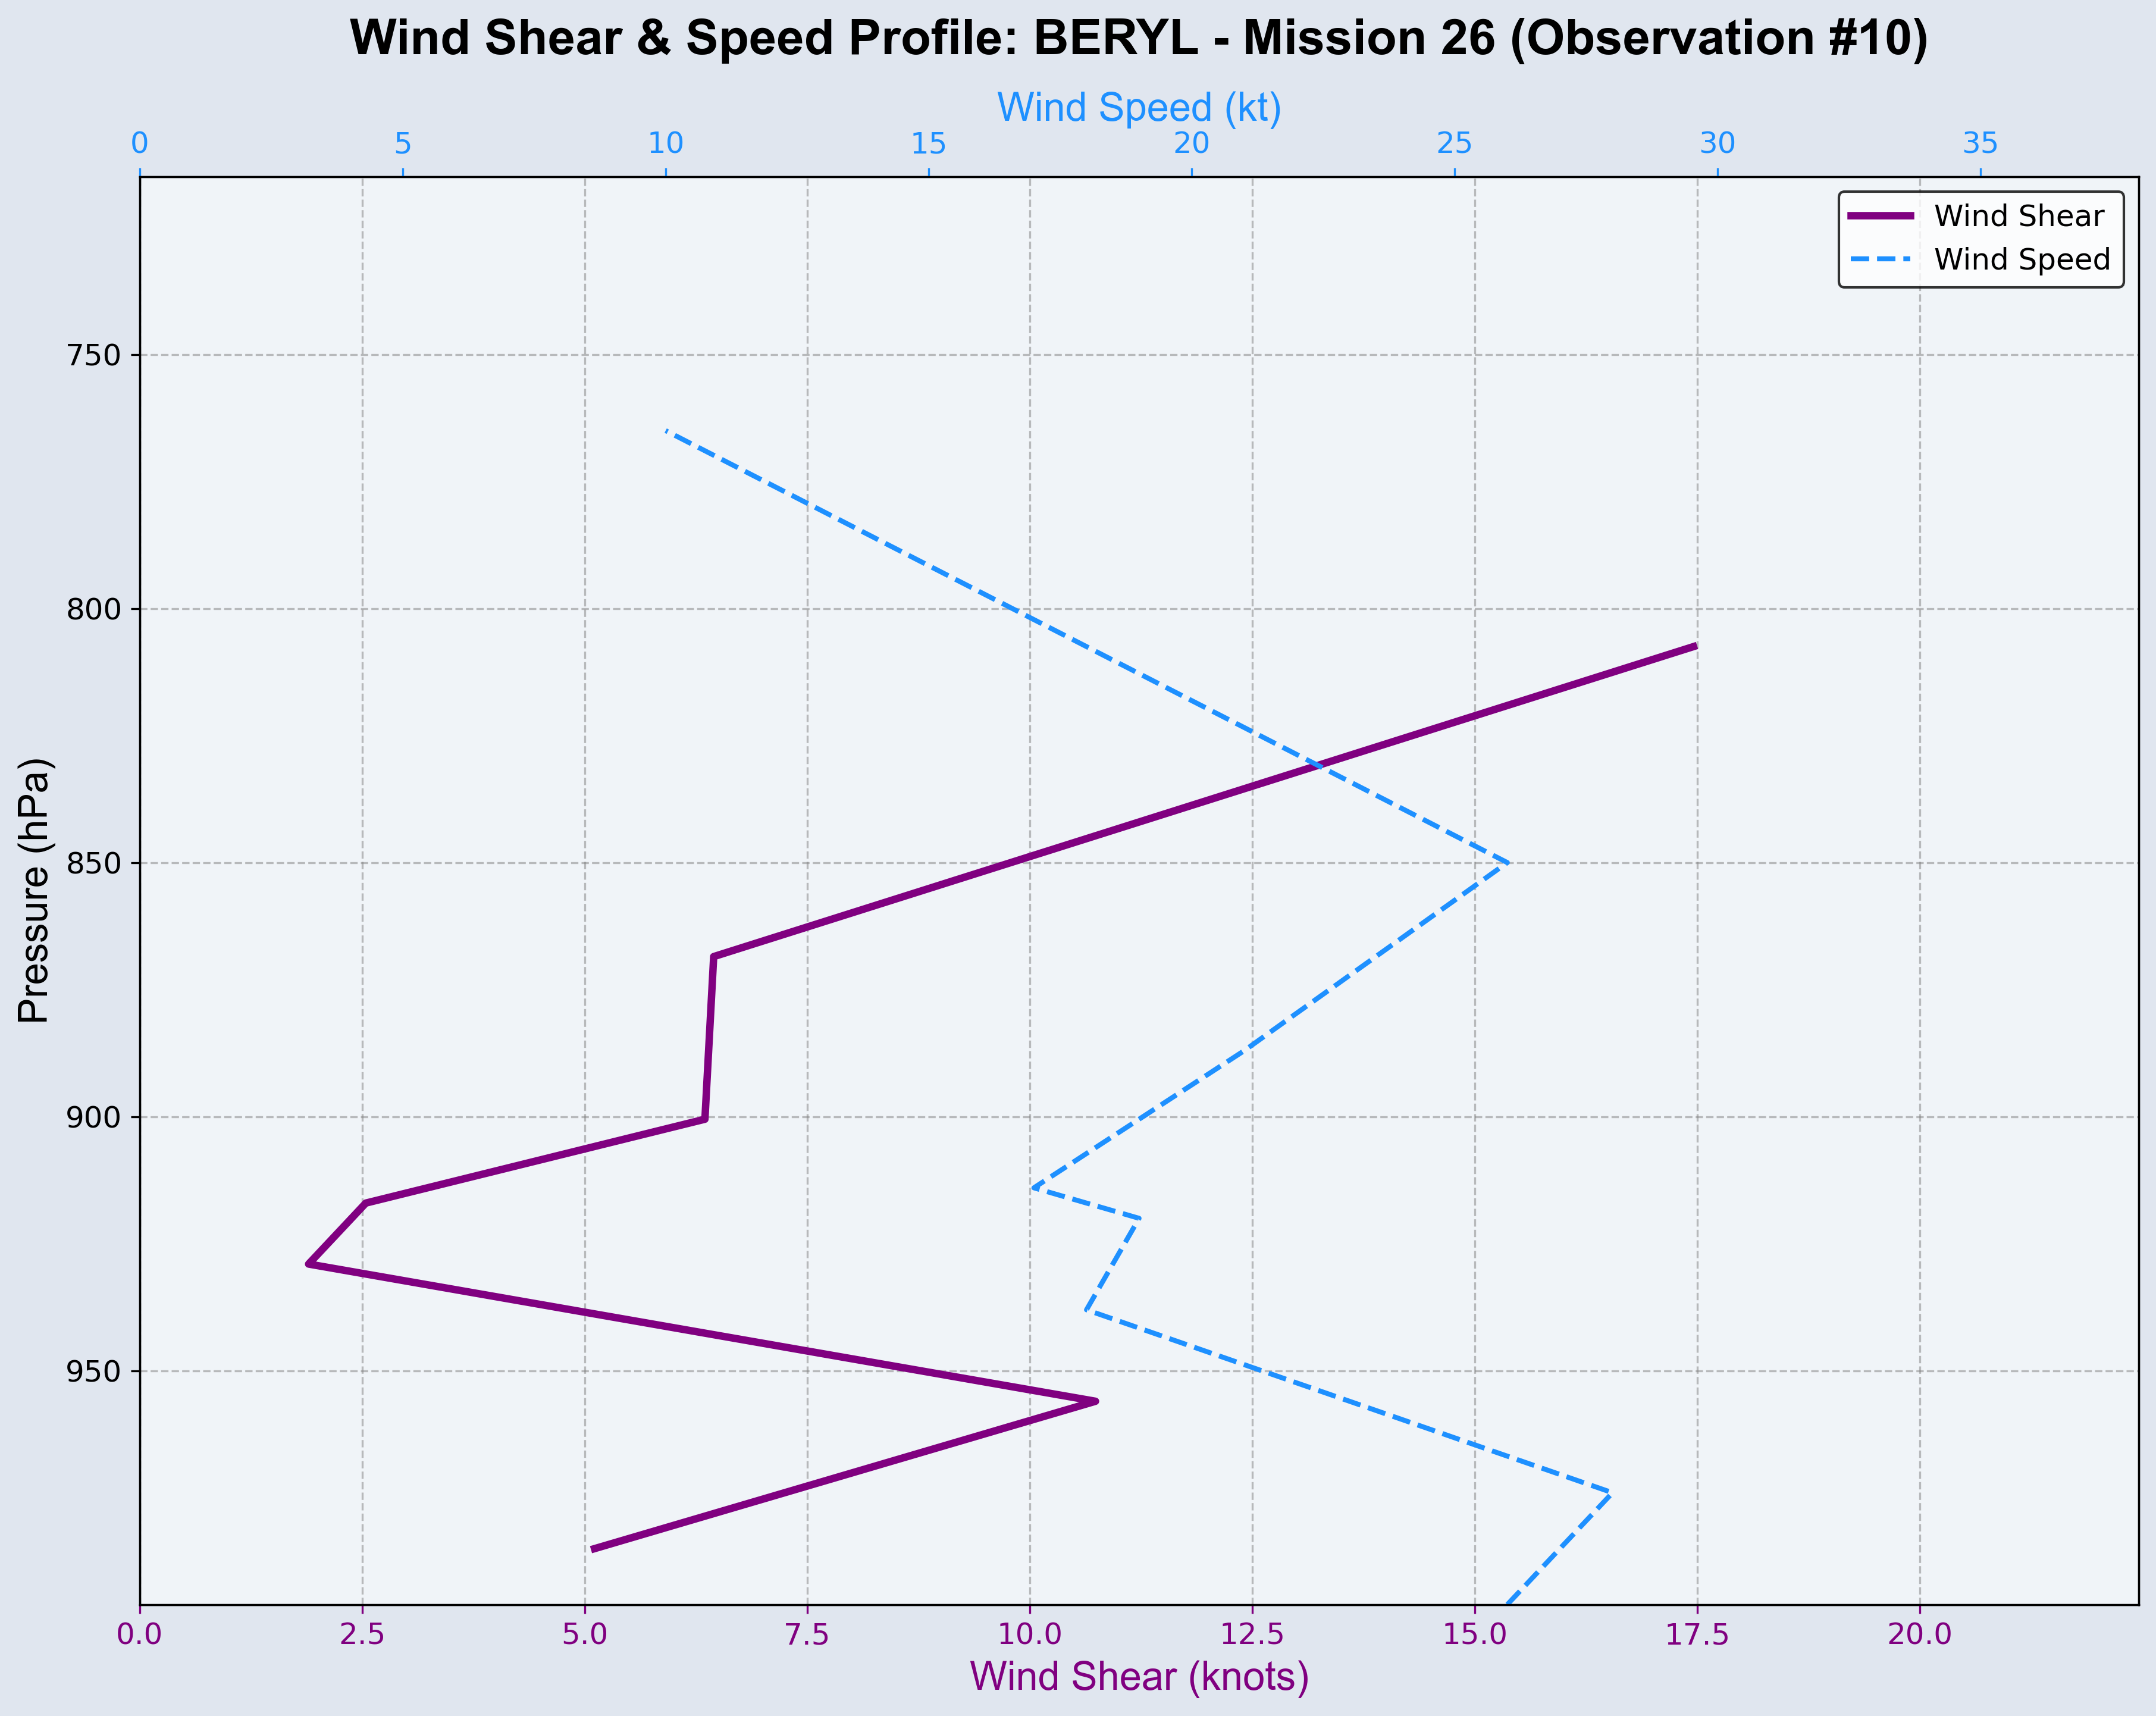 Wind Shear & Speed Profile: BERYL - Mission 26 (Observation #10)
Wind Speed (kt)
0 5 10 15 20 25 30 35
Wind Shear
Wind Speed
750
800
850
900
950
Pressure (hPa)
0.0 2.5 5.0 7.5 10.0 12.5 15.0 17.5 20.0
Wind Shear (knots)